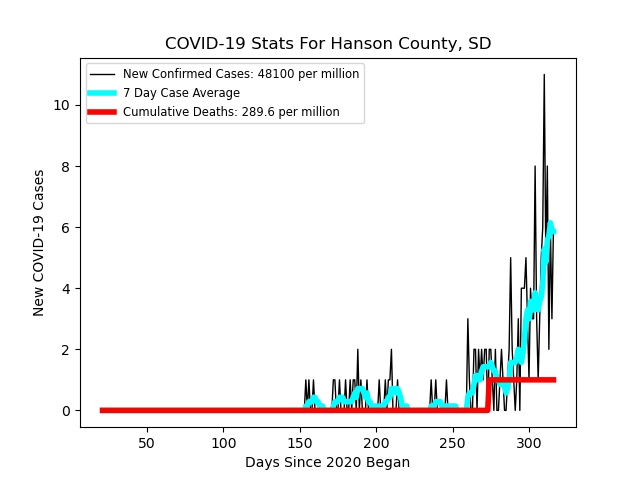 COVID-19 Stats For Hanson County, SD
New Confirmed Cases: 48100 per million
7 Day Case Average
Cumulative Deaths: 289.6 per million
New COVID-19 Cases
10
8
6
4
2
0
50 100 150 200 250 300
Days Since 2020 Began